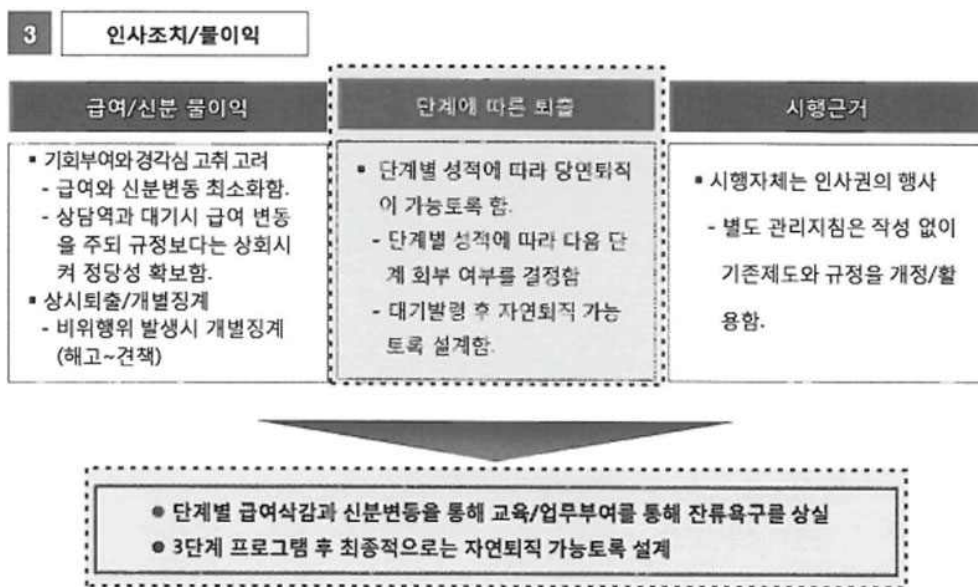 3 인사조치/불이익
급여/신분 불이익
▪ 기회부여와 경각심 고취 고려
- 급여와 신분변동 최소화함.
- 상담역과 대기시 급여 변동
을 주되 규정보다는 상회시
켜 정당성 확보함.
▪ 상시퇴출/개별징계
- 비위행위 발생시 개별징계
(해고~견책)
단계에 따른 퇴출
▪ 단계별 성적에 따라 당연퇴직
이 가능토록 함.
- 단계별 성적에 따라 다음 단
계 회부 여부를 결정함
- 대기발령 후 자연퇴직 가능
토록 설계함.
시행근거
▪ 시행자체는 인사권의 행사
- 별도 관리지침은 작성 없이
기존제도와 규정을 개정/활
용함.
● 단계별 급여삭감과 신분변동을 통해 교육/업무부여를 통해 잔류욕구를 상실
● 3단계 프로그램 후 최종적으로는 자연퇴직 가능토록 설계